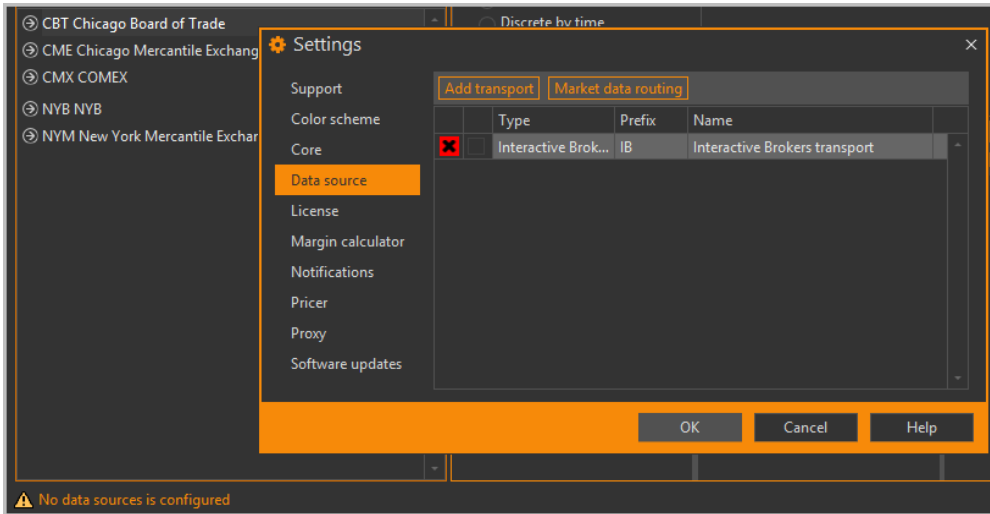 CBT Chicago Board of Trade
Discrete by time
CME Chicago Mercantile Exchang
CMX COMEX
NYB NYB
NYM New York Mercantile Exchar
Settings
Support
Color scheme
Core
Data source
License
Margin calculator
Notifications
Pricer
Proxy
Software updates
Add transport Market data routing
Type Prefix Name
Interactive Brok... IB Interactive Brokers transport
OK Cancel Help
No data sources is configured